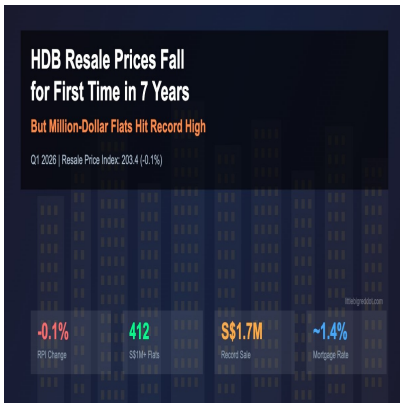 HDB Resale Prices Fall
for First Time in 7 Years
But Million-Dollar Flats Hit Record High
Q1 2026 | Resale Price Index: 203.4 (-0.1%)
littlebigreddot.com
-0.1%
412
S$1.7M
~1.4%
RPI Change
S$1M+ Flats
Record Sale
Mortgage Rate